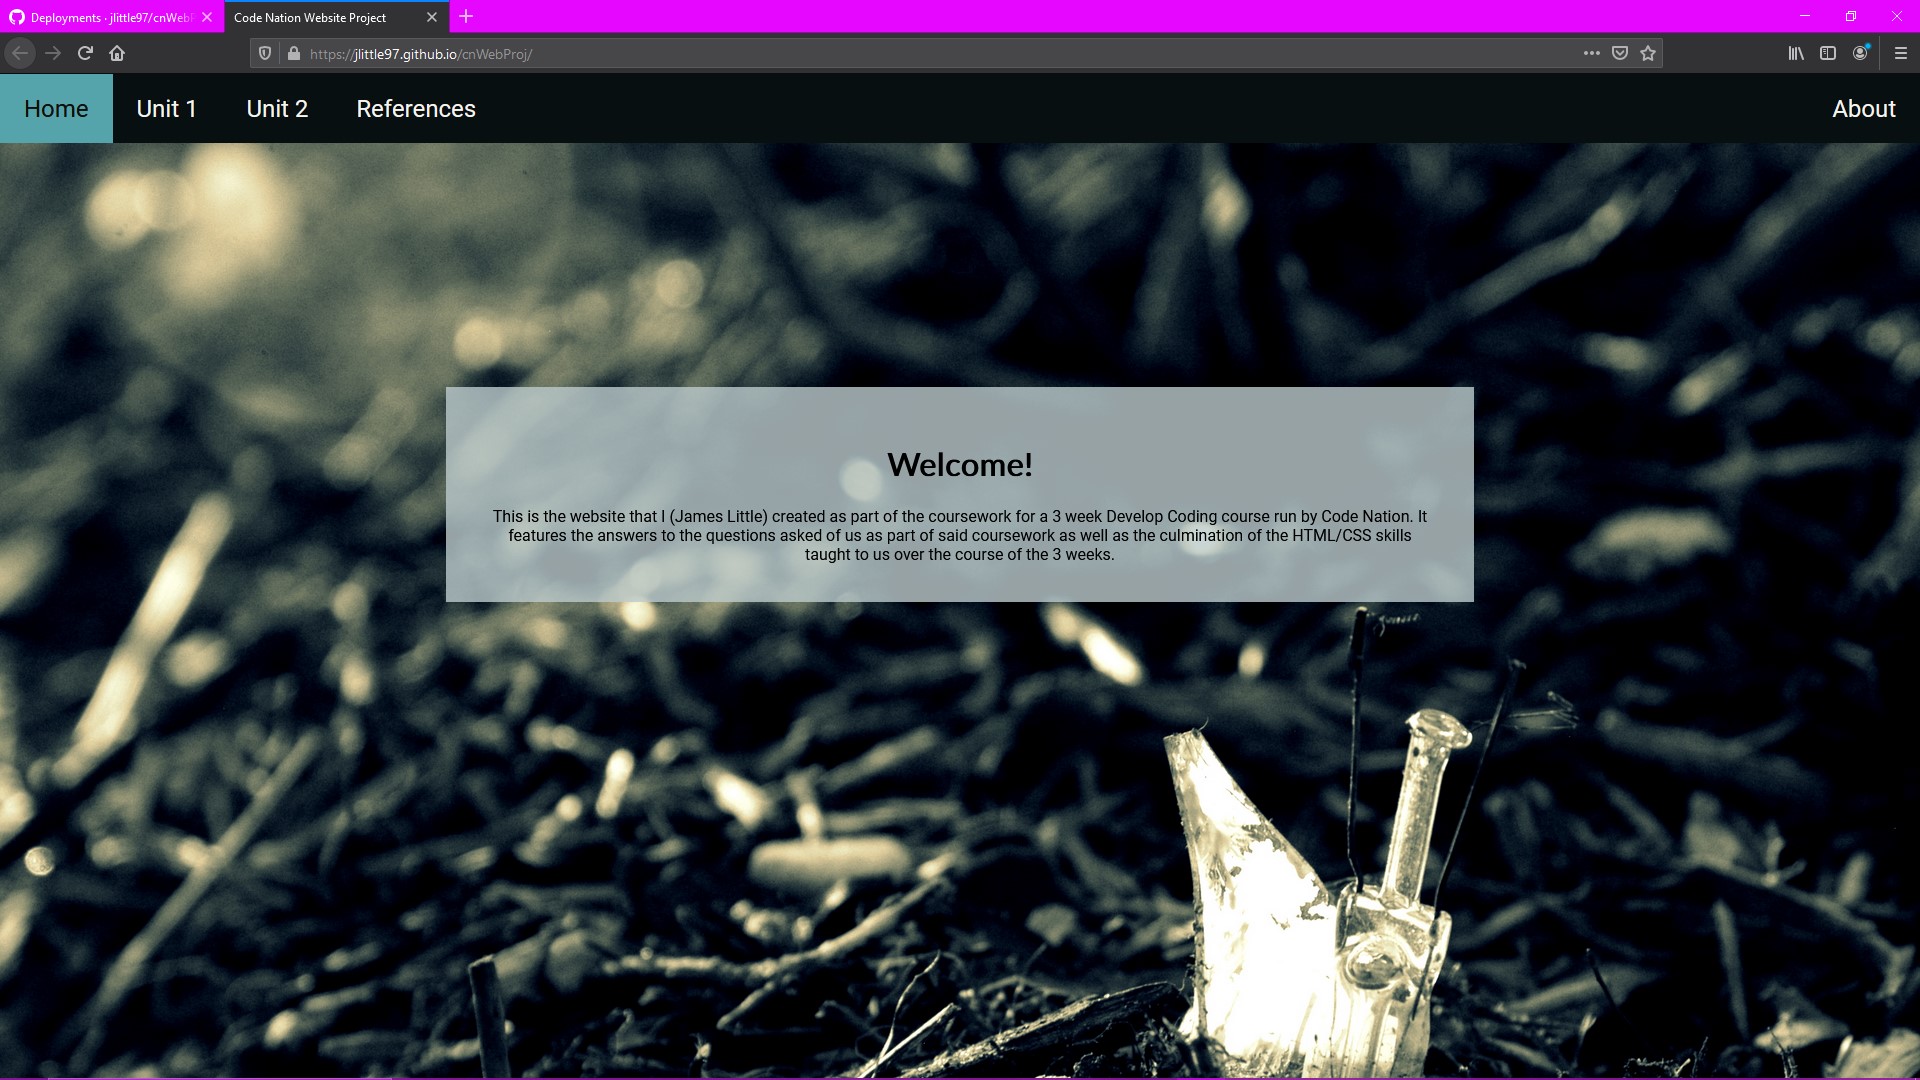 Deployments · jlittle97/cnWebP
Code Nation Website Project
https://jlittle97.github.io/cnWebProj/
Home
Unit 1
Unit 2
References
About
Welcome!
This is the website that I (James Little) created as part of the coursework for a 3 week Develop Coding course run by Code Nation. It
features the answers to the questions asked of us as part of said coursework as well as the culmination of the HTML/CSS skills
taught to us over the course of the 3 weeks.